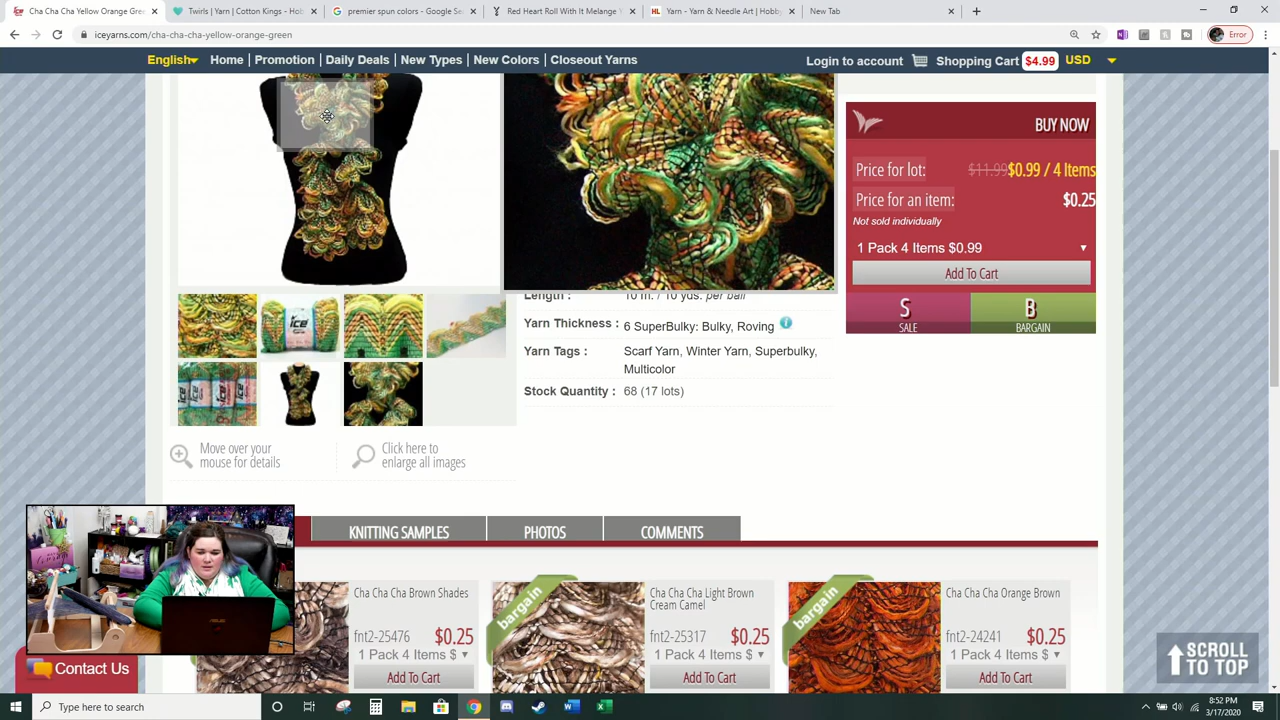 Cha Cha Cha Yellow Orange Gree
Twirls | Yarn | Cotton Kings - Hob
premier spun colors - Google Se
Red Heart Roll With It Melange Y
Yarn - Yarn & Needle Art | Hobby
New Tab
iceyarns.com/cha-cha-cha-yellow-orange-green
Error
English
Home
Promotion
Daily Deals
New Types
New Colors
Closeout Yarns
Login to account
Shopping Cart $4.99 USD
BUY NOW
Price for lot: $11.99 $0.99 / 4 Items
Price for an item: $0.25
Not sold individually
1 Pack 4 Items $0.99
Add To Cart
S
SALE
B
BARGAIN
Length : 10 m. / 10 yds. per ball
Yarn Thickness : 6 SuperBulky: Bulky, Roving
Yarn Tags : Scarf Yarn, Winter Yarn, Superbulky,
Multicolor
Stock Quantity : 68 (17 lots)
ice
Move over your
mouse for details
Click here to
enlarge all images
KNITTING SAMPLES
PHOTOS
COMMENTS
Cha Cha Cha Brown Shades
fnt2-25476 $0.25
1 Pack 4 Items $
Add To Cart
bargain
Cha Cha Cha Light Brown
Cream Camel
fnt2-25317 $0.25
1 Pack 4 Items $
Add To Cart
bargain
Cha Cha Cha Orange Brown
fnt2-24241 $0.25
1 Pack 4 Items $
Add To Cart
ASUS
Contact Us
SCROLL
TO TOP
Type here to search
8:52 PM
3/17/2020